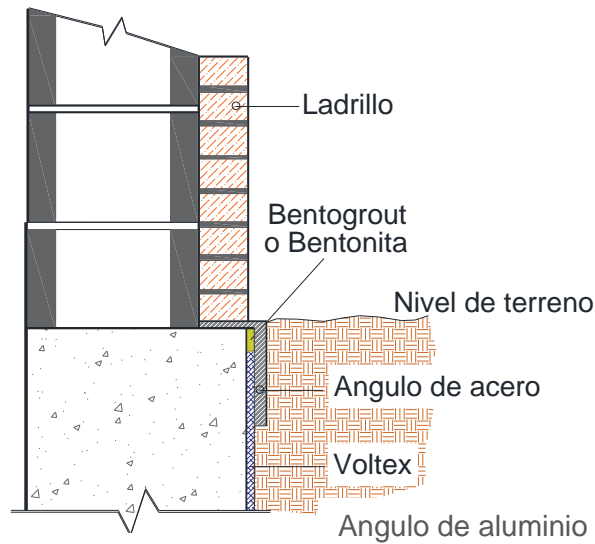 Ladrillo
Bentogrout
o Bentonita
Nivel de terreno
Angulo de acero
Voltex
Angulo de aluminio